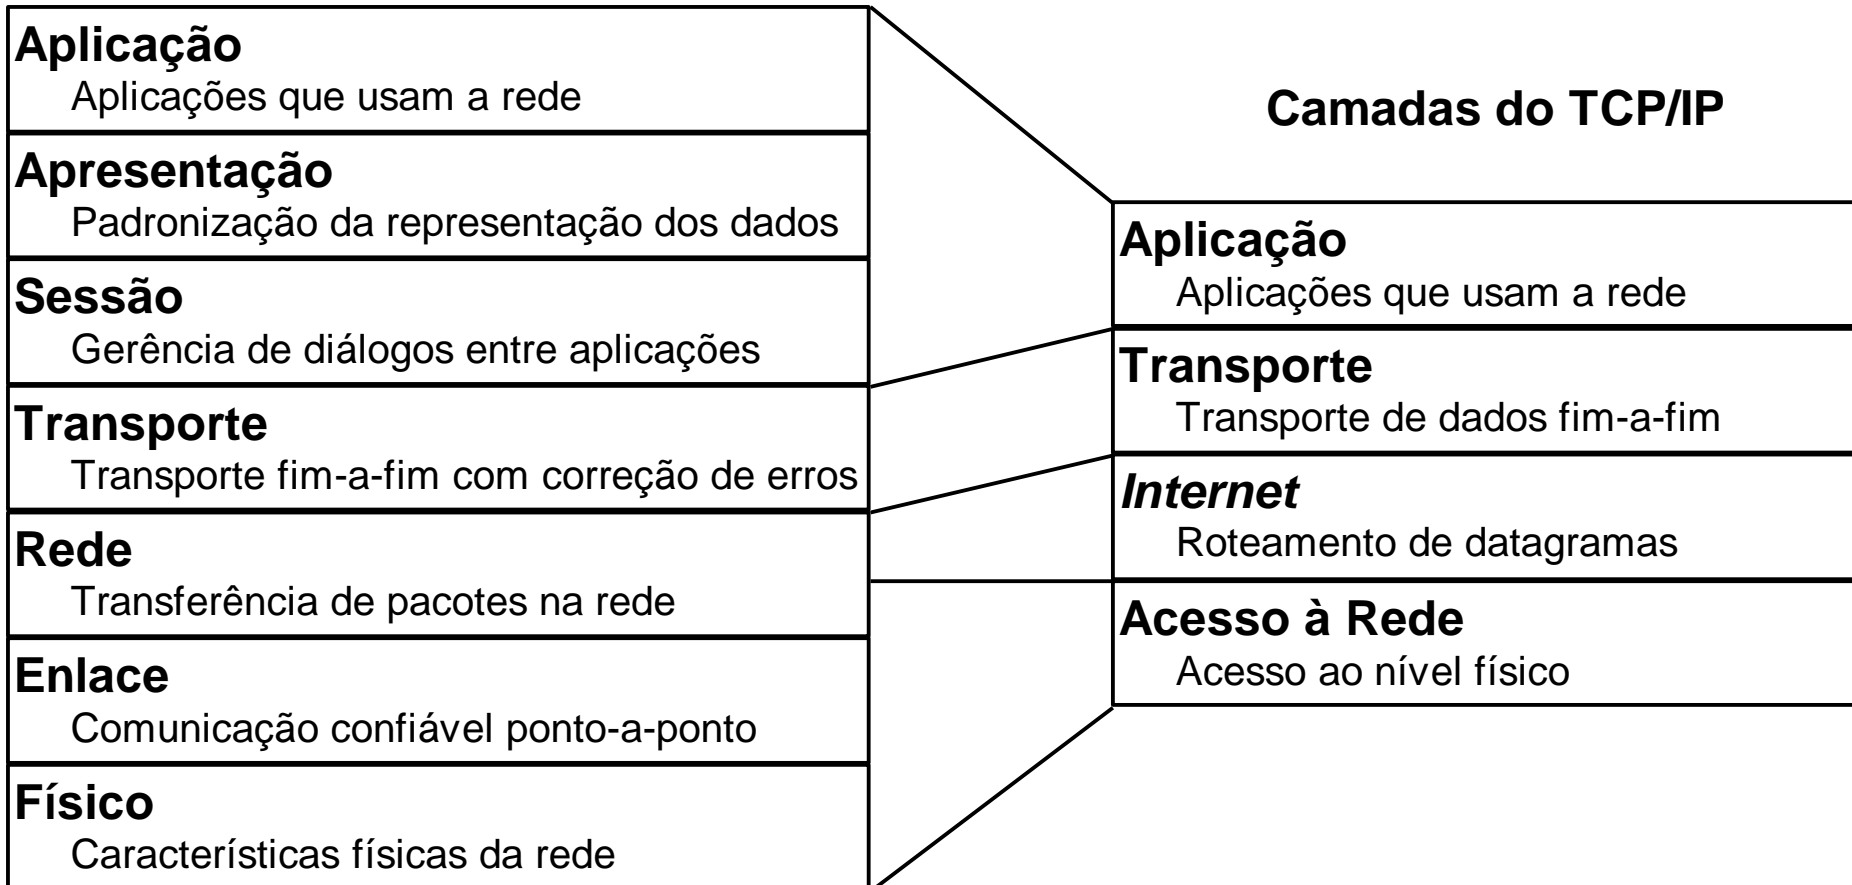 Aplicação
Aplicações que usam a rede
Apresentação
Padronização da representação dos dados
Sessão
Gerência de diálogos entre aplicações
Transporte
Transporte fim-a-fim com correção de erros
Rede
Transferência de pacotes na rede
Enlace
Comunicação confiável ponto-a-ponto
Físico
Características físicas da rede
Camadas do TCP/IP
Aplicação
Aplicações que usam a rede
Transporte
Transporte de dados fim-a-fim
Internet
Roteamento de datagramas
Acesso à Rede
Acesso ao nível físico